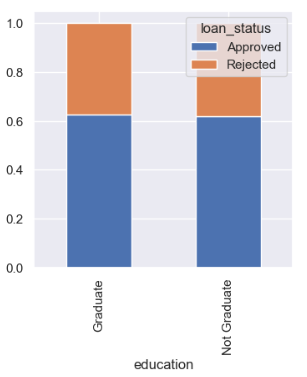 loan_status
Approved
Rejected
1.0
0.8
0.6
0.4
0.2
0.0
Graduate
Not Graduate
education